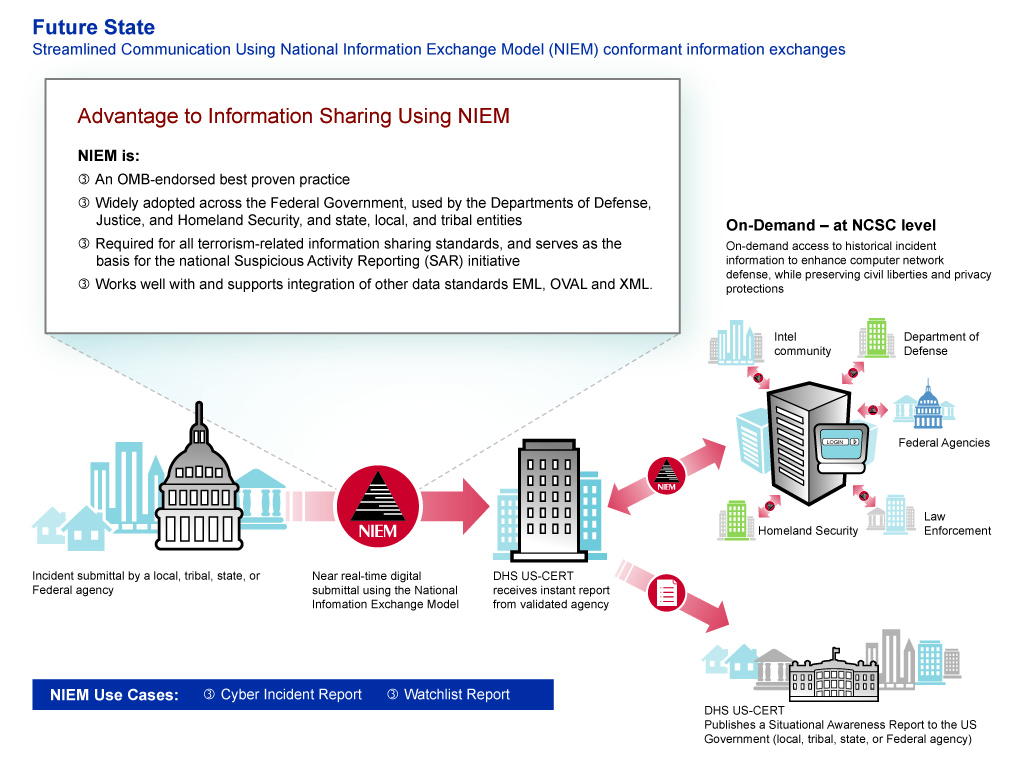 Future State
Streamlined Communication Using National Information Exchange Model (NIEM) conformant information exchanges
Advantage to Information Sharing Using NIEM
NIEM is:
③ An OMB-endorsed best proven practice
③ Widely adopted across the Federal Government, used by the Departments of Defense,
Justice, and Homeland Security, and state, local, and tribal entities
③ Required for all terrorism-related information sharing standards, and serves as the
basis for the national Suspicious Activity Reporting (SAR) initiative
③ Works well with and supports integration of other data standards EML, OVAL and XML.
On-Demand – at NCSC level
On-demand access to historical incident
information to enhance computer network
defense, while preserving civil liberties and privacy
protections
Intel
community
Department of
Defense
Federal Agencies
LOGIN
Homeland Security
Law
Enforcement
NIEM
NIEM
Incident submittal by a local, tribal, state, or
Federal agency
Near real-time digital
submittal using the National
Infomation Exchange Model
DHS US-CERT
receives instant report
from validated agency
NIEM Use Cases:
③ Cyber Incident Report
③ Watchlist Report
DHS US-CERT
Publishes a Situational Awareness Report to the US
Government (local, tribal, state, or Federal agency)